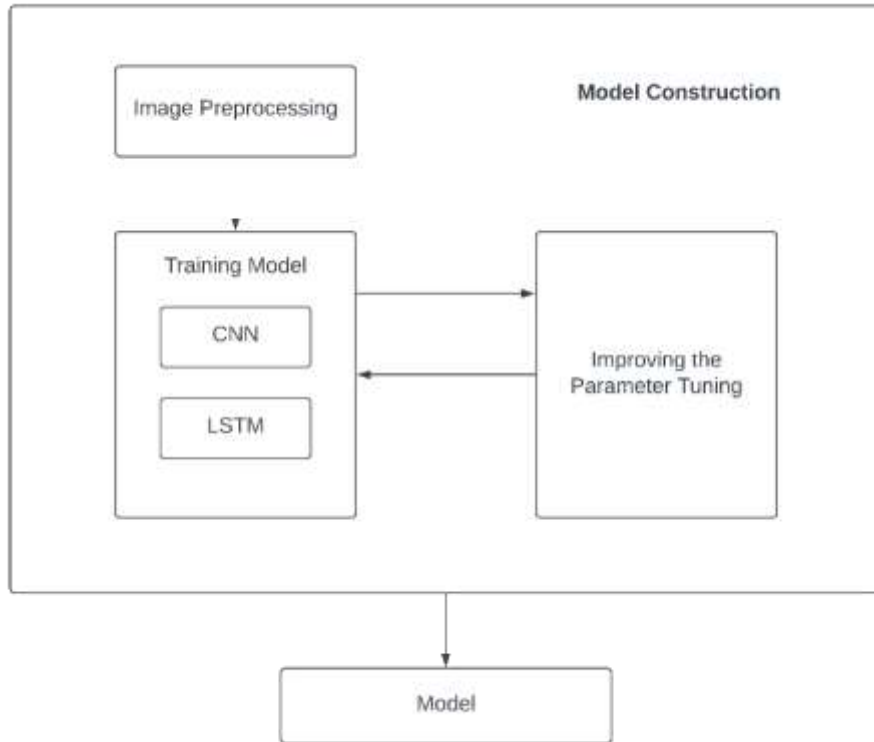 Image Preprocessing
Model Construction
Training Model
CNN
LSTM
Improving the
Parameter Tuning
Model